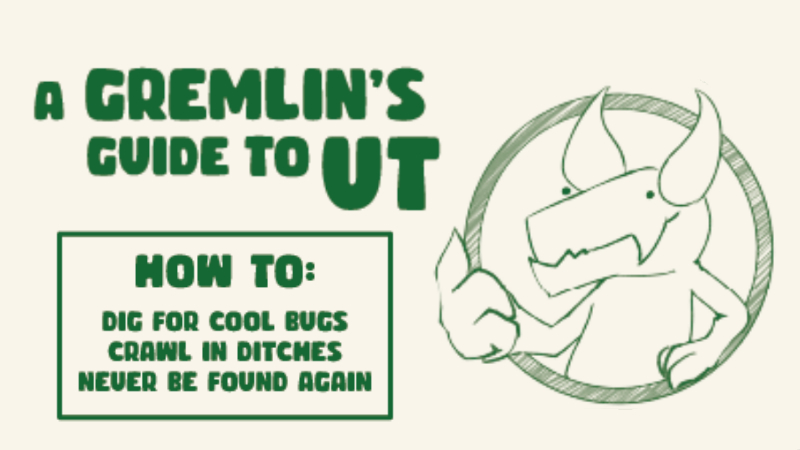 A GREMLIN'S
GUIDE TO UT
HOW TO:
DIG FOR COOL BUGS
CRAWL IN DITCHES
NEVER BE FOUND AGAIN